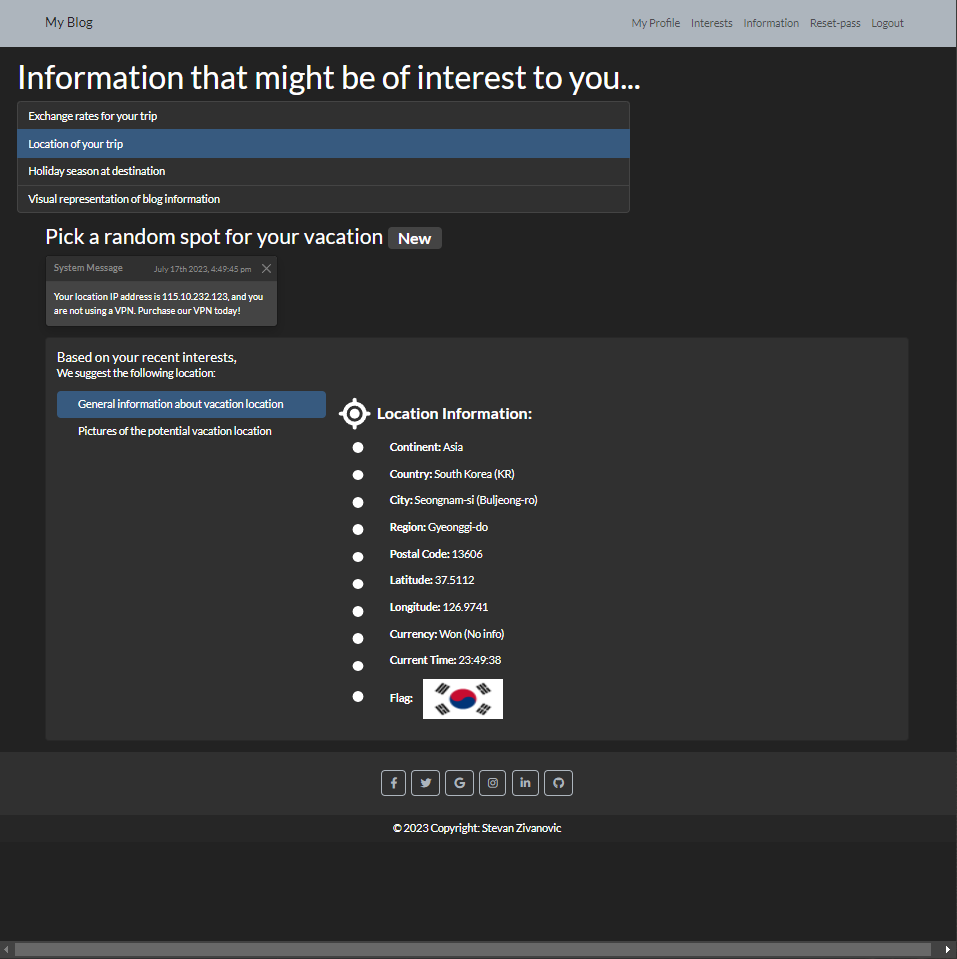 My Blog
My Profile Interests Information Reset-pass Logout
Information that might be of interest to you...
Exchange rates for your trip
Location of your trip
Holiday season at destination
Visual representation of blog information
Pick a random spot for your vacation New
System Message July 17th 2023, 4:49:45 pm
Your location IP address is 115.10.232.123, and you
are not using a VPN. Purchase our VPN today!
Based on your recent interests,
We suggest the following location:
General information about vacation location
Pictures of the potential vacation location
Location Information:
Continent: Asia
Country: South Korea (KR)
City: Seongnam-si (Buljeong-ro)
Region: Gyeonggi-do
Postal Code: 13606
Latitude: 37.5112
Longitude: 126.9741
Currency: Won (No info)
Current Time: 23:49:38
Flag:
© 2023 Copyright: Stevan Zivanovic